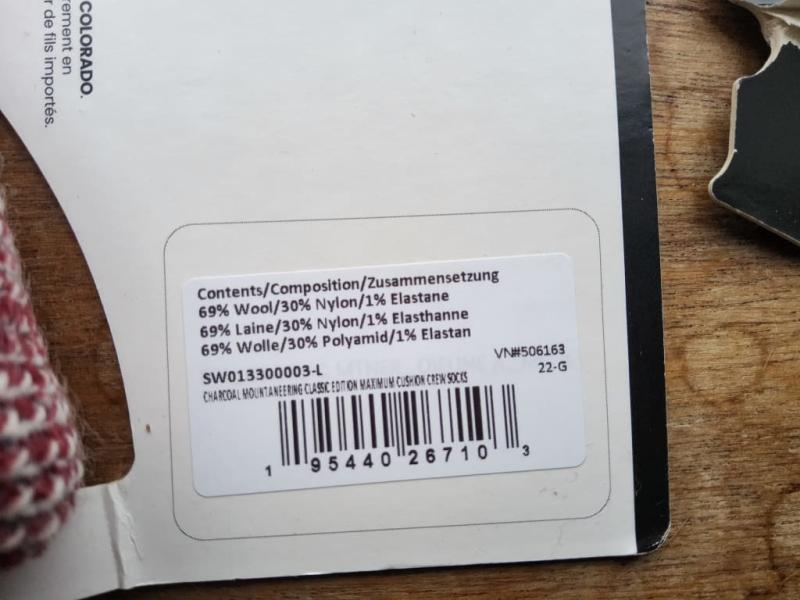 COLORADO.
rement en
r de fils importés.
Contents/Composition/Zusammensetzung
69% Wool/30% Nylon/1% Elastane
69% Laine/30% Nylon/1% Elasthanne
69% Wolle/30% Polyamid/1% Elastan
VN#506163
SW013300003-L
22-G
CHARCOAL MOUNTANEERING CLASSIC EDITION MAXIMUM CUSHION CREW SOCKS
1 95440 26710 3